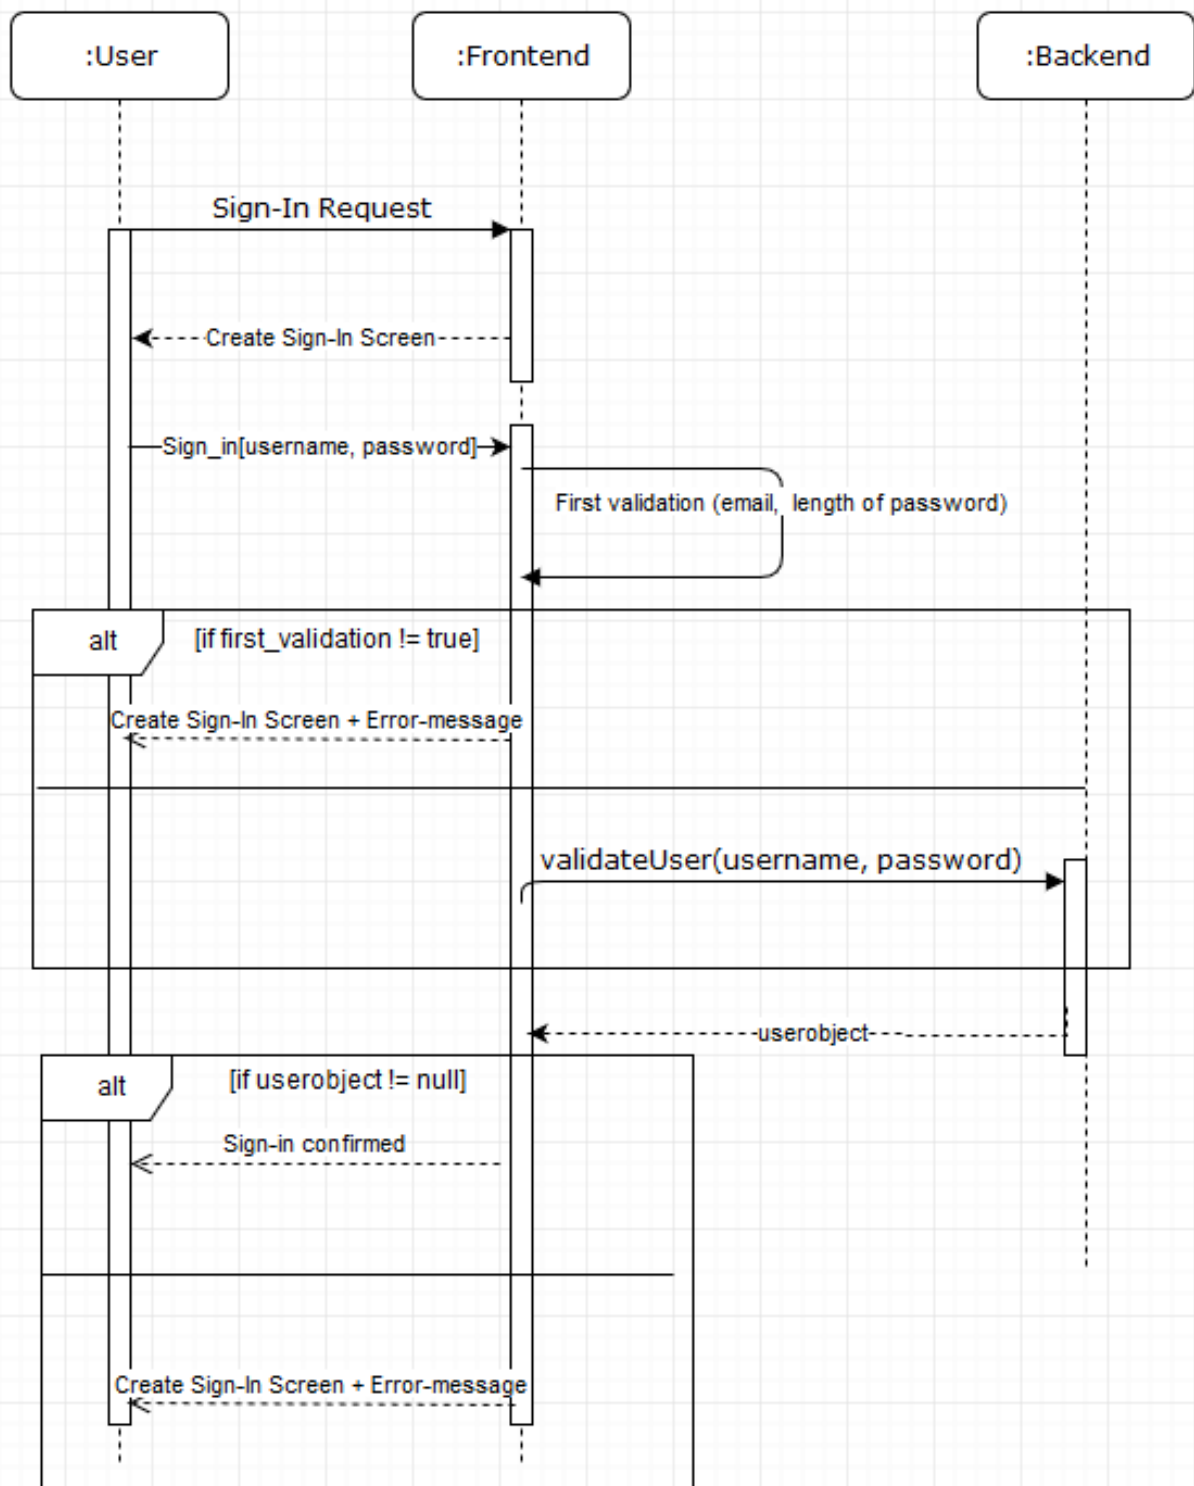 :User
:Frontend
:Backend
Sign-In Request
Create Sign-In Screen
Sign_in[username, password]
First validation (email, length of password)
alt
[if first_validation != true]
Create Sign-In Screen + Error-message
validateUser(username, password)
userobject
alt
[if userobject != null]
Sign-in confirmed
Create Sign-In Screen + Error-message